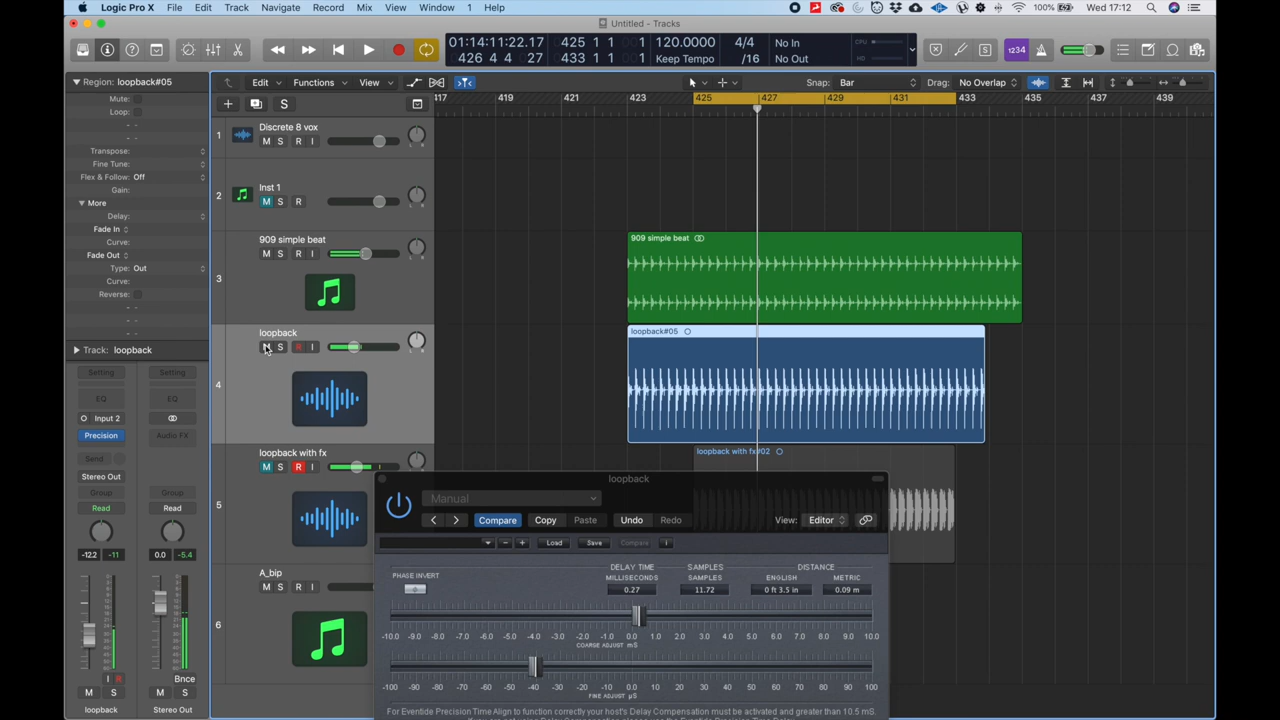 Logic Pro X File Edit Track Navigate Record Mix View Window 1 Help 100% Wed 17:12
Untitled - Tracks
01:14:11:22.17 425 1 1 001 120.0000 4/4 No In CPU
426 4 4 27 433 1 1 001 Keep Tempo /16 No Out HD
1234
Region: loopback#05
Mute:
Loop:
Transpose:
Fine Tune:
Flex & Follow: Off
Gain:
More
Delay:
Fade In
Curve:
Fade Out
Type: Out
Curve:
Reverse:
Track: loopback
Setting Setting
EQ EQ
Input 2
Precision Audio FX
Send
Stereo Out
Group Group
Read Read
-12.2 -11 0.0 -5.4
I R Bnce
M S M S
loopback Stereo Out
Edit Functions View Snap: Bar Drag: No Overlap
S
117 419 421 423 425 427 429 431 433 435 437 439
1 Discrete 8 vox
M S R I
2 Inst 1
M S R
3 909 simple beat
M S R I
909 simple beat
4 loopback
M S R I
loopback#05
5 loopback with fx
M S R I
loopback with fx#02
6 A_bip
M S R I
loopback
Manual
Compare Copy Paste Undo Redo View: Editor
Load Save Compare i
PHASE INVERT
DELAY TIME SAMPLES DISTANCE
MILLISECONDS SAMPLES ENGLISH METRIC
0.27 11.72 0 ft 3.5 in 0.09 m
-10.0 -9.0 -8.0 -7.0 -6.0 -5.0 -4.0 -3.0 -2.0 -1.0 0.0 1.0 2.0 3.0 4.0 5.0 6.0 7.0 8.0 9.0 10.0
COARSE ADJUST mS
-100 -90 -80 -70 -60 -50 -40 -30 -20 -10 0.0 10 20 30 40 50 60 70 80 90 100
FINE ADJUST µS
For Eventide Precision Time Align to function correctly your host's Delay Compensation must be activated and greater than 10.5 mS.